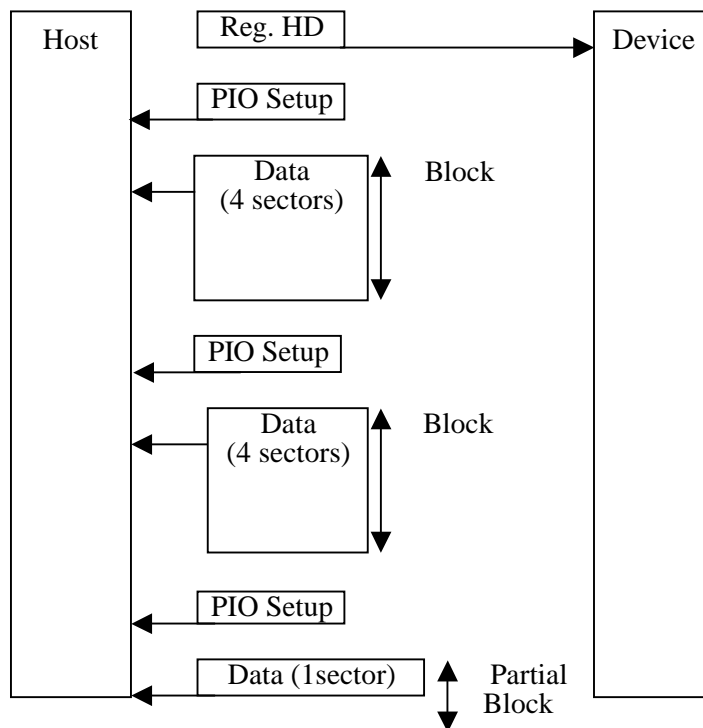 Host
Reg. HD
Device
PIO Setup
Data
(4 sectors)
Block
PIO Setup
Data
(4 sectors)
Block
PIO Setup
Data (1sector)
Partial
Block